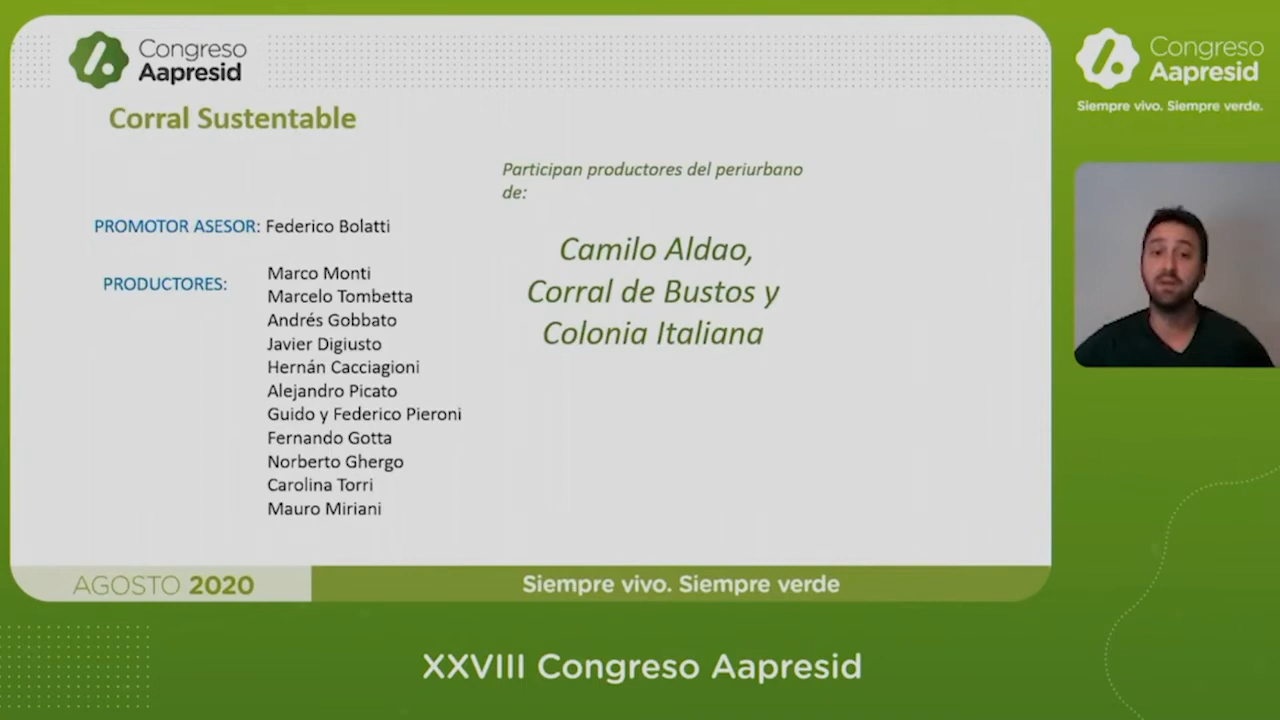 Congreso
Aapresid
Corral Sustentable
Participan productores del periurbano
de:
PROMOTOR ASESOR: Federico Bolatti
Camilo Aldao,
Corral de Bustos y
Colonia Italiana
PRODUCTORES:
Marco Monti
Marcelo Tombetta
Andrés Gobbato
Javier Digiusto
Hernán Cacciagioni
Alejandro Picato
Guido y Federico Pieroni
Fernando Gotta
Norberto Ghergo
Carolina Torri
Mauro Miriani
AGOSTO 2020
Siempre vivo. Siempre verde
Congreso
Aapresid
Siempre vivo. Siempre verde.
XXVIII Congreso Aapresid